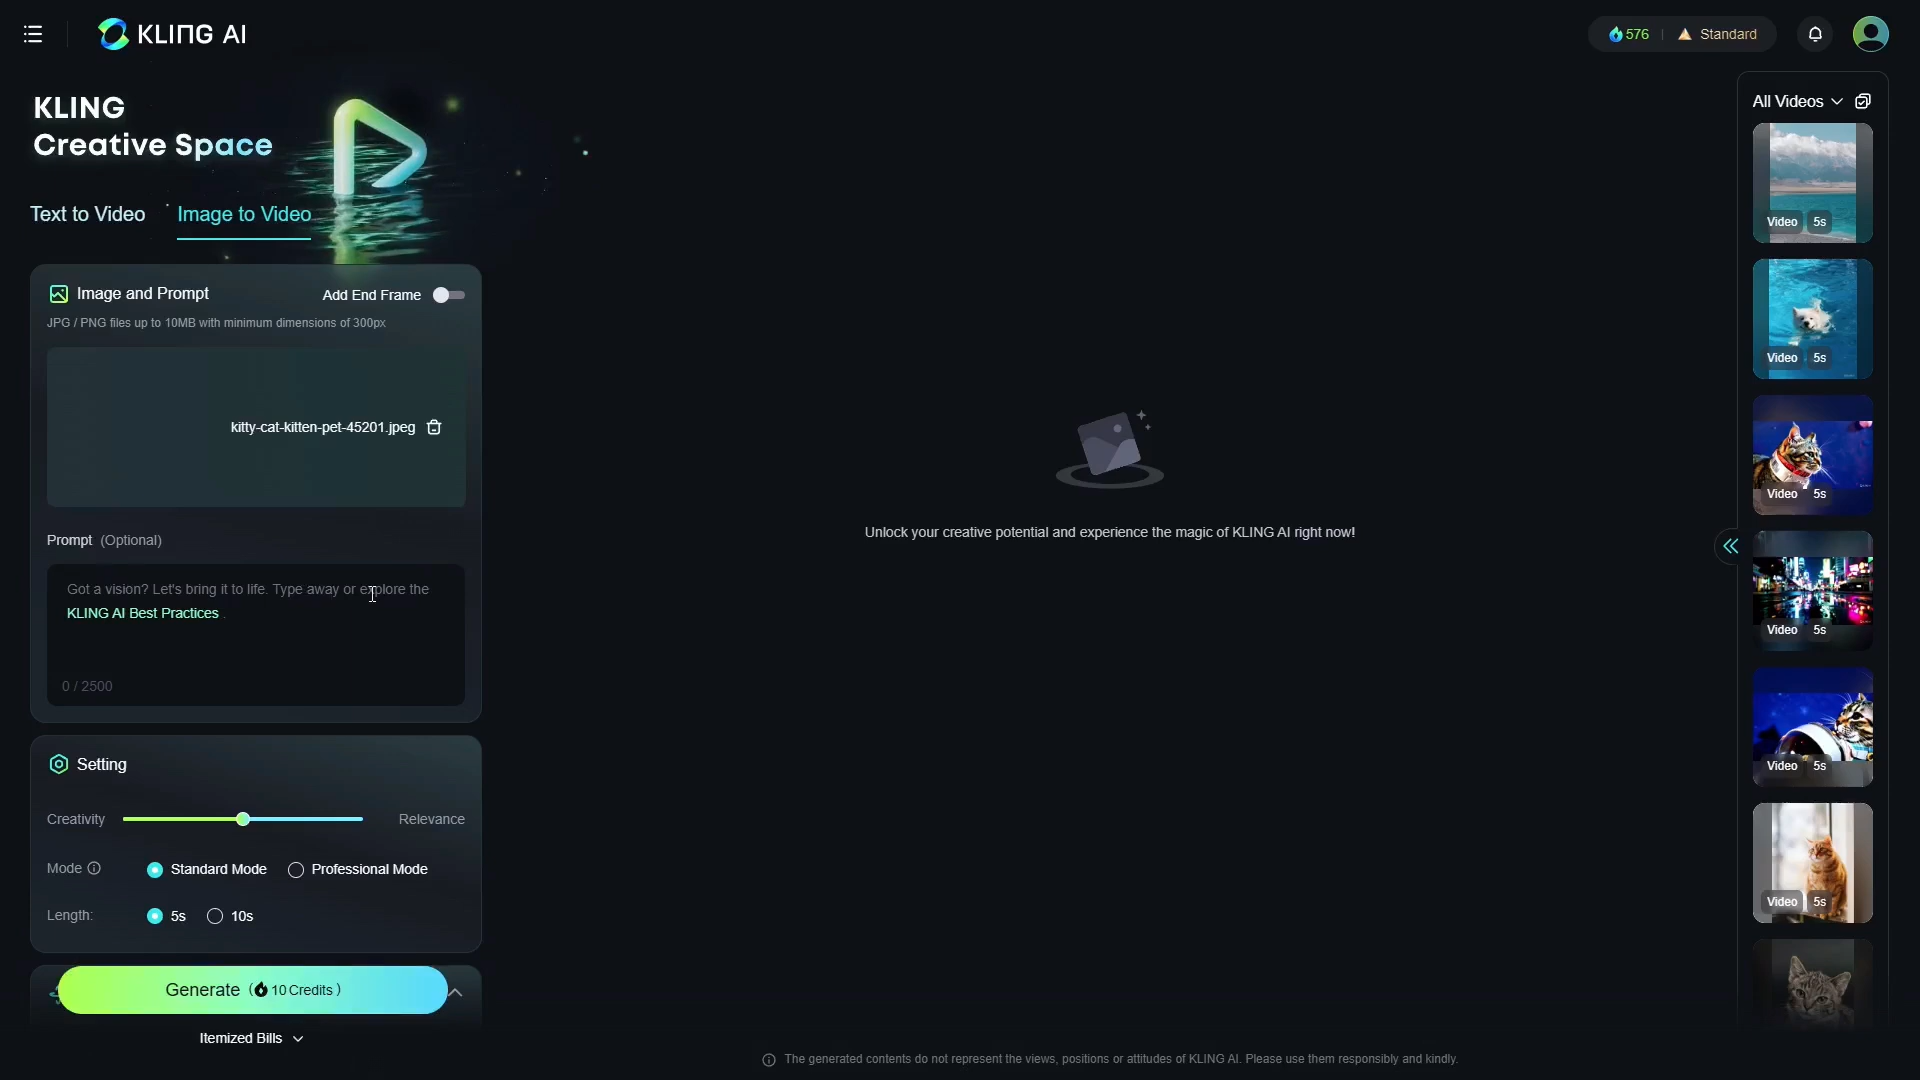 KLING AI
576
Standard
KLING
Creative Space
Text to Video
Image to Video
Image and Prompt
Add End Frame
JPG / PNG files up to 10MB with minimum dimensions of 300px
kitty-cat-kitten-pet-45201.jpeg
Prompt (Optional)
Got a vision? Let's bring it to life. Type away or explore the
KLING AI Best Practices .
0 / 2500
Setting
Creativity
Relevance
Mode
Standard Mode
Professional Mode
Length:
5s
10s
Generate ( 10 Credits )
Itemized Bills
Unlock your creative potential and experience the magic of KLING AI right now!
The generated contents do not represent the views, positions or attitudes of KLING AI. Please use them responsibly and kindly.
All Videos
Video 5s
Video 5s
Video 5s
Video 5s
Video 5s
Video 5s